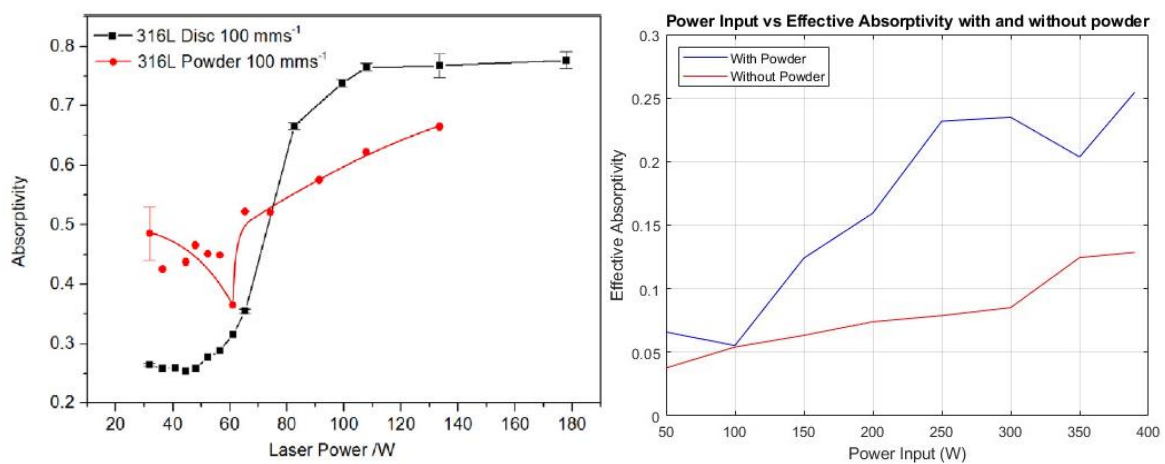 316L Disc 100 mms⁻¹
316L Powder 100 mms⁻¹
Absorptivity
0.8
0.7
0.6
0.5
0.4
0.3
0.2
20 40 60 80 100 120 140 160 180
Laser Power /W
Power Input vs Effective Absorptivity with and without powder
With Powder
Without Powder
Effective Absorptivity
0.3
0.25
0.2
0.15
0.1
0.05
0
50 100 150 200 250 300 350 400
Power Input (W)